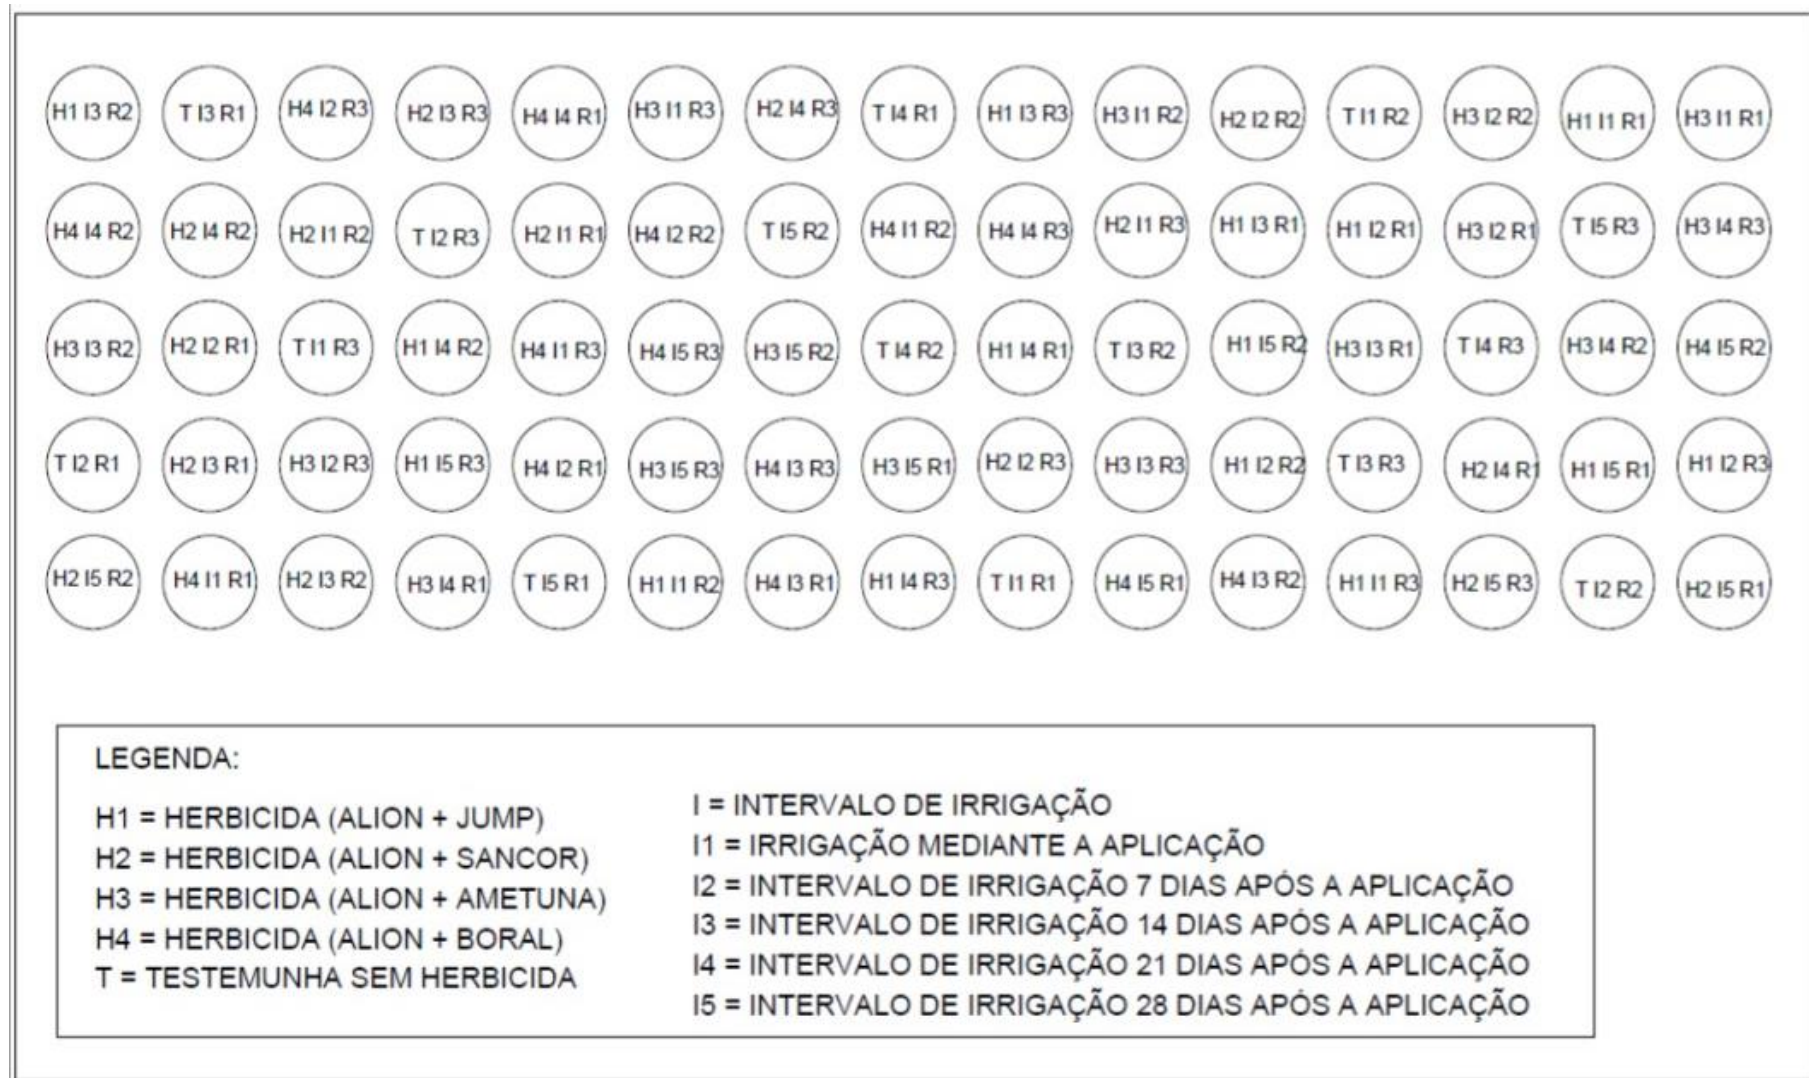 H1 I3 R2 T I3 R1 H4 I2 R3 H2 I3 R3 H4 I4 R1 H3 I1 R3 H2 I4 R3 T I4 R1 H1 I3 R3 H3 I1 R2 H2 I2 R2 T I1 R2 H3 I2 R2 H1 I1 R1 H3 I1 R1
H4 I4 R2 H2 I4 R2 H2 I1 R2 T I2 R3 H2 I1 R1 H4 I2 R2 T I5 R2 H4 I1 R2 H4 I4 R3 H2 I1 R3 H1 I3 R1 H1 I2 R1 H3 I2 R1 T I5 R3 H3 I4 R3
H3 I3 R2 H2 I2 R1 T I1 R3 H1 I4 R2 H4 I1 R3 H4 I5 R3 H3 I5 R2 T I4 R2 H1 I4 R1 T I3 R2 H1 I5 R2 H3 I3 R1 T I4 R3 H3 I4 R2 H4 I5 R2
T I2 R1 H2 I3 R1 H3 I2 R3 H1 I5 R3 H4 I2 R1 H3 I5 R3 H4 I3 R3 H3 I5 R1 H2 I2 R3 H3 I3 R3 H1 I2 R2 T I3 R3 H2 I4 R1 H1 I5 R1 H1 I2 R3
H2 I5 R2 H4 I1 R1 H2 I3 R2 H3 I4 R1 T I5 R1 H1 I1 R2 H4 I3 R1 H1 I4 R3 T I1 R1 H4 I5 R1 H4 I3 R2 H1 I1 R3 H2 I5 R3 T I2 R2 H2 I5 R1
LEGENDA:
H1 = HERBICIDA (ALION + JUMP)
H2 = HERBICIDA (ALION + SANCOR)
H3 = HERBICIDA (ALION + AMETUNA)
H4 = HERBICIDA (ALION + BORAL)
T = TESTEMUNHA SEM HERBICIDA
I = INTERVALO DE IRRIGAÇÃO
I1 = IRRIGAÇÃO MEDIANTE A APLICAÇÃO
I2 = INTERVALO DE IRRIGAÇÃO 7 DIAS APÓS A APLICAÇÃO
I3 = INTERVALO DE IRRIGAÇÃO 14 DIAS APÓS A APLICAÇÃO
I4 = INTERVALO DE IRRIGAÇÃO 21 DIAS APÓS A APLICAÇÃO
I5 = INTERVALO DE IRRIGAÇÃO 28 DIAS APÓS A APLICAÇÃO